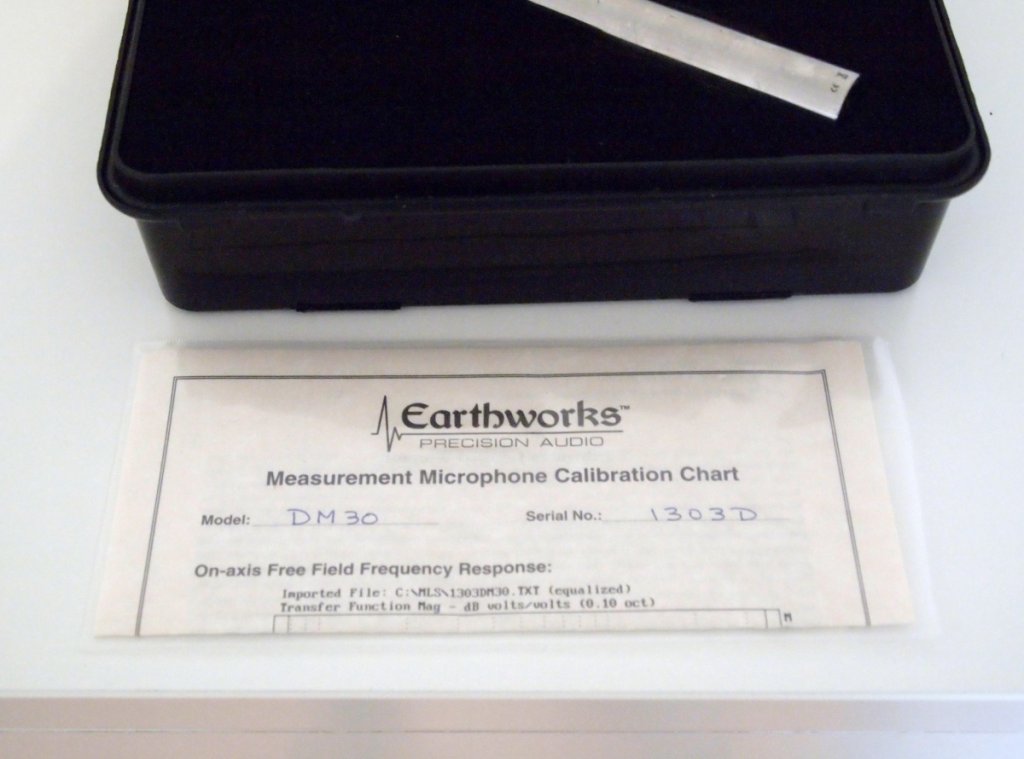 CE
Earthworks™
PRECISION AUDIO
Measurement Microphone Calibration Chart
Model: DM30 Serial No.: 1303D
On-axis Free Field Frequency Response:
Imported File: C:\MLS\1303DM30.TXT (equalized)
Transfer Function Mag - dB volts/volts (0.10 oct)
M